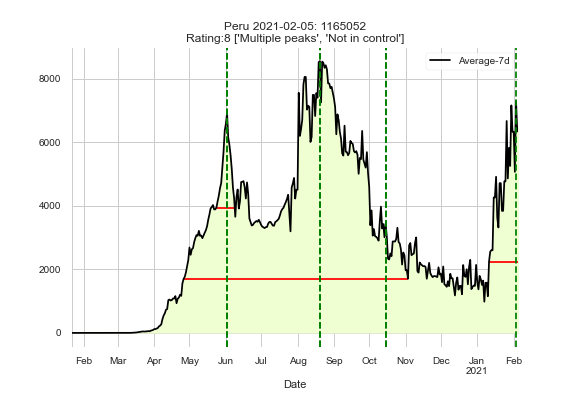 Peru 2021-02-05: 1165052
Rating:8 ['Multiple peaks', 'Not in control']
Average-7d
8000
6000
4000
2000
0
Feb Mar Apr May Jun Jul Aug Sep Oct Nov Dec Jan Feb
2021
Date